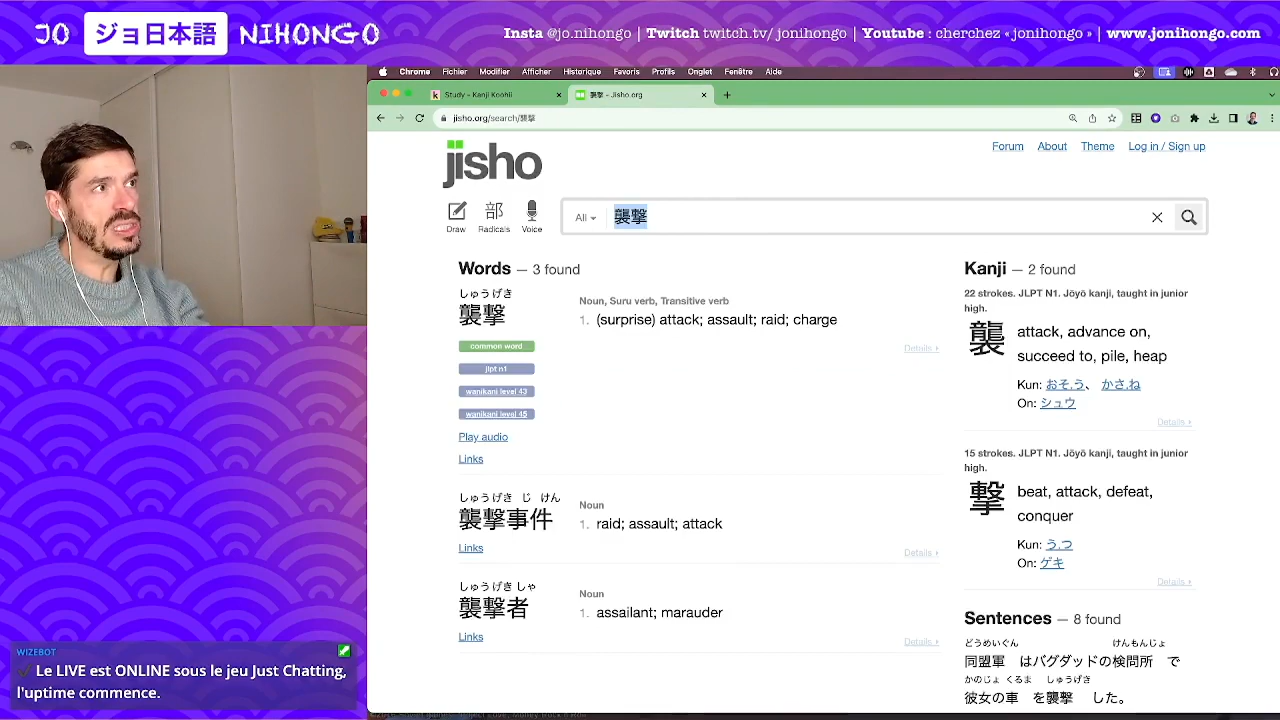 JO ジョ日本語 NIHONGO
Insta @jo.nihongo | Twitch twitch.tv/jonihongo | Youtube : cherchez «jonihongo » | www.jonihongo.com
Chrome Fichier Modifier Afficher Historique Favoris Profils Onglet Fenêtre Aide
Study - Kanji Koohii
襲撃 - Jisho.org
jisho.org/search/襲撃
jisho
Forum About Theme Log in / Sign up
Draw
部 Radicals
Voice
All
襲撃
Words — 3 found
しゅうげき
襲撃
common word
jlpt n1
wanikani level 43
wanikani level 45
Play audio
Links
Noun, Suru verb, Transitive verb
1. (surprise) attack; assault; raid; charge
Details
しゅうげき じ けん
襲撃事件
Links
Noun
1. raid; assault; attack
Details
しゅうげき しゃ
襲撃者
Links
Noun
1. assailant; marauder
Details
Kanji — 2 found
22 strokes. JLPT N1. Jōyō kanji, taught in junior
high.
襲
attack, advance on,
succeed to, pile, heap
Kun: おそ.う、 かさ.ね
On: シュウ
Details
15 strokes. JLPT N1. Jōyō kanji, taught in junior
high.
撃
beat, attack, defeat,
conquer
Kun: う.つ
On: ゲキ
Details
Sentences — 8 found
どうめいぐん けんもんじょ
同盟軍 はバグダッドの検問所 で
かのじょ くるま しゅうげき
彼女の車 を襲撃 した。
WIZEBOT
Le LIVE est ONLINE sous le jeu Just Chatting,
l'uptime commence.